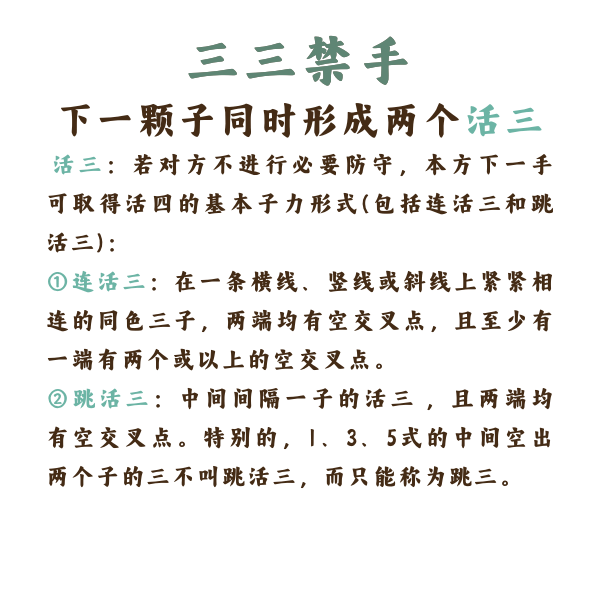 三三禁手
下一颗子同时形成两个活三
活三：若对方不进行必要防守，本方下一手
可取得活四的基本子力形式(包括连活三和跳
活三)：
①连活三：在一条横线、竖线或斜线上紧紧相
连的同色三子，两端均有空交叉点，且至少有
一端有两个或以上的空交叉点。
②跳活三：中间间隔一子的活三，且两端均
有空交叉点。特别的，1、3、5式的中间空出
两个子的三不叫跳活三，而只能称为跳三。